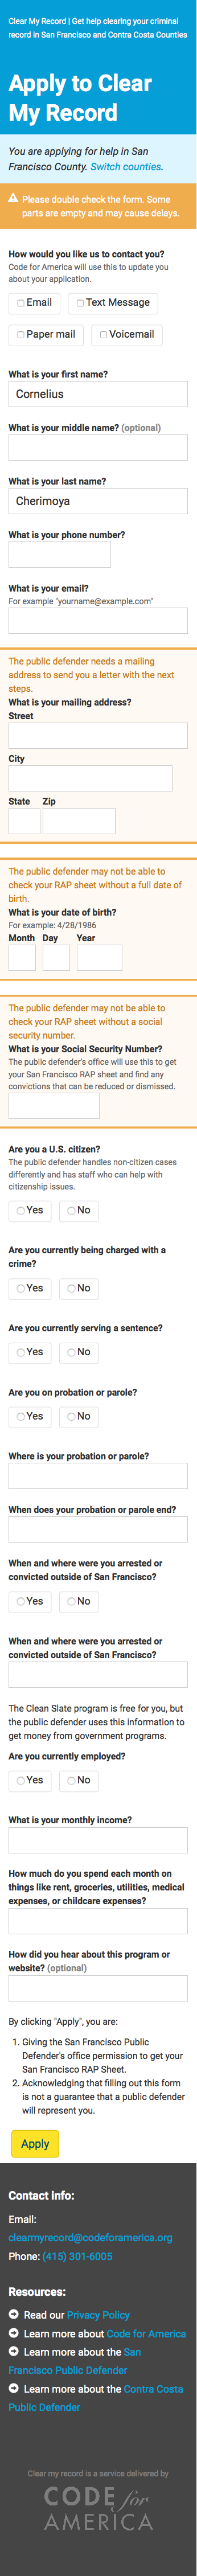 Clear My Record | Get help clearing your criminal
record in San Francisco and Contra Costa Counties
Apply to Clear
My Record
You are applying for help in San
Francisco County. Switch counties.
Please double check the form. Some
parts are empty and may cause delays.
How would you like us to contact you?
Code for America will use this to update you
about your application.
Email
Text Message
Paper mail
Voicemail
What is your first name?
Cornelius
What is your middle name? (optional)
What is your last name?
Cherimoya
What is your phone number?
What is your email?
For example "yourname@example.com"
The public defender needs a mailing
address to send you a letter with the next
steps.
What is your mailing address?
Street
City
State Zip
The public defender may not be able to
check your RAP sheet without a full date of
birth.
What is your date of birth?
For example: 4/28/1986
Month Day Year
The public defender may not be able to
check your RAP sheet without a social
security number.
What is your Social Security Number?
The public defender's office will use this to get
your San Francisco RAP sheet and find any
convictions that can be reduced or dismissed.
Are you a U.S. citizen?
The public defender handles non-citizen cases
differently and has staff who can help with
citizenship issues.
Yes No
Are you currently being charged with a
crime?
Yes No
Are you currently serving a sentence?
Yes No
Are you on probation or parole?
Yes No
Where is your probation or parole?
When does your probation or parole end?
When and where were you arrested or
convicted outside of San Francisco?
Yes No
When and where were you arrested or
convicted outside of San Francisco?
The Clean Slate program is free for you, but
the public defender uses this information to
get money from government programs.
Are you currently employed?
Yes No
What is your monthly income?
How much do you spend each month on
things like rent, groceries, utilities, medical
expenses, or childcare expenses?
How did you hear about this program or
website? (optional)
By clicking "Apply", you are:
1. Giving the San Francisco Public
Defender's office permission to get your
San Francisco RAP Sheet.
2. Acknowledging that filling out this form
is not a guarantee that a public defender
will represent you.
Apply
Contact info:
Email:
clearmyrecord@codeforamerica.org
Phone: (415) 301-6005
Resources:
Read our Privacy Policy
Learn more about Code for America
Learn more about the San
Francisco Public Defender
Learn more about the Contra Costa
Public Defender
Clear my record is a service delivered by
CODE for
AMERICA